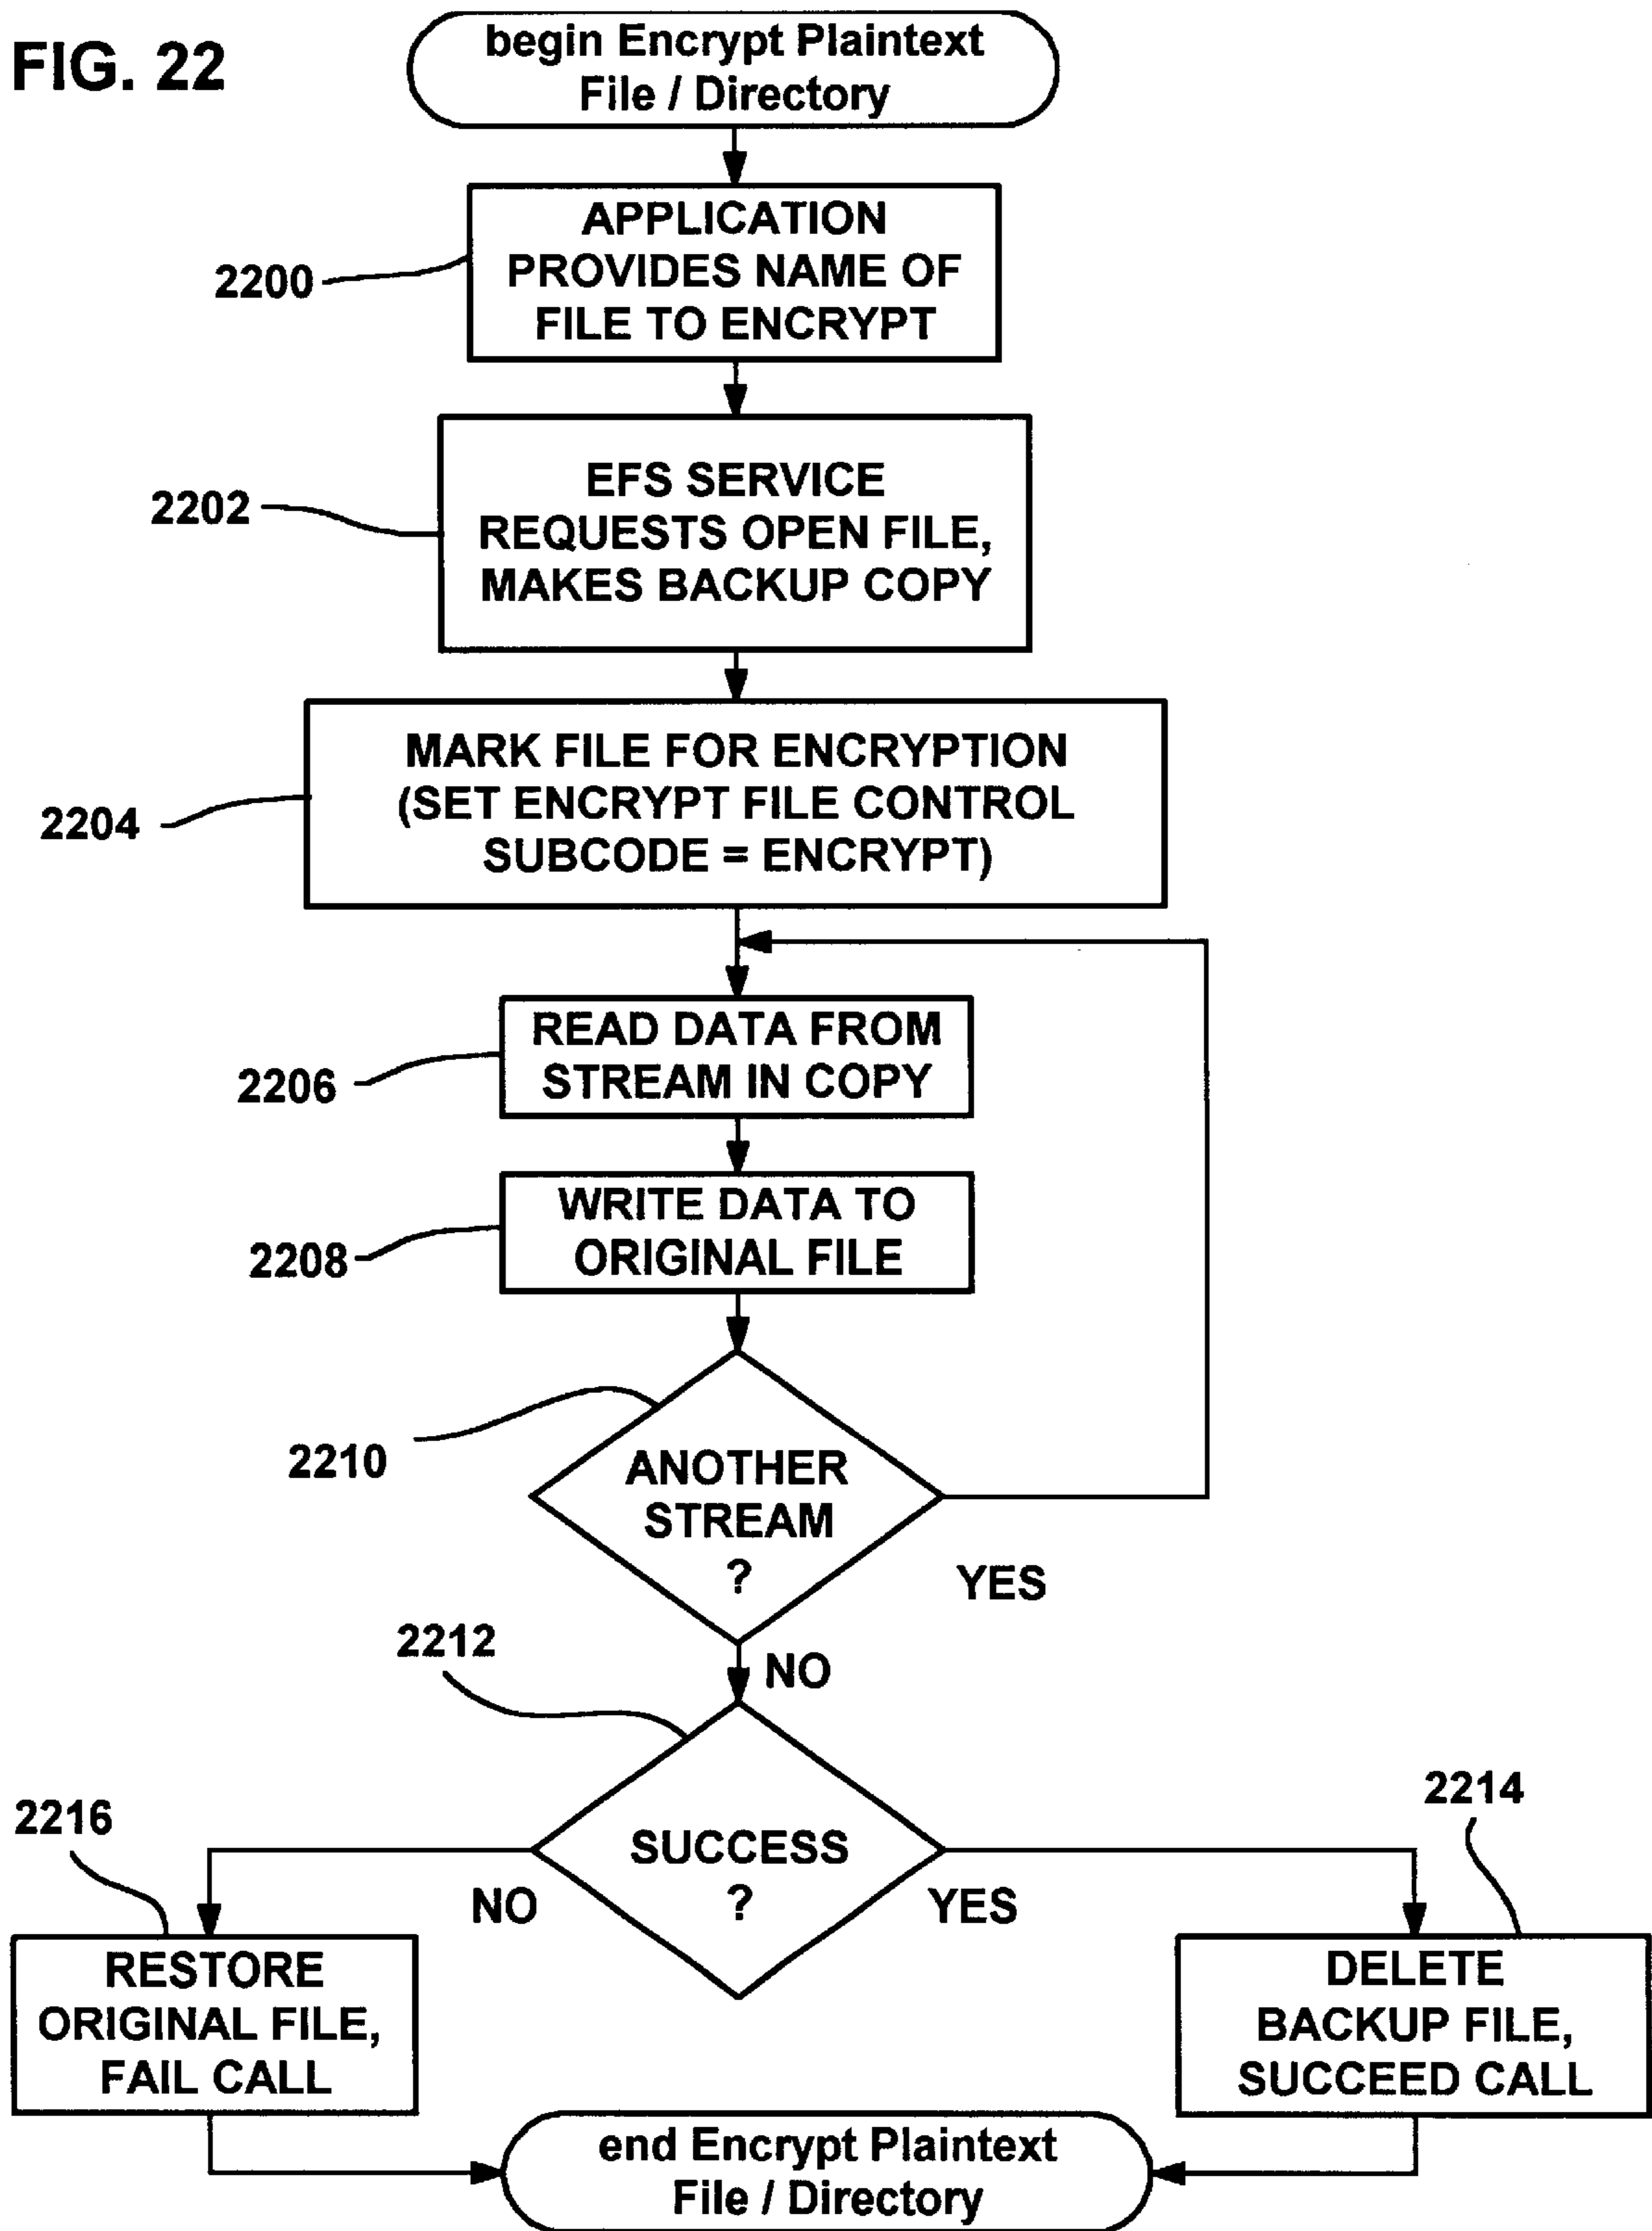 FIG. 22
begin Encrypt Plaintext
File / Directory
2200
APPLICATION
PROVIDES NAME OF
FILE TO ENCRYPT
2202
EFS SERVICE
REQUESTS OPEN FILE,
MAKES BACKUP COPY
2204
MARK FILE FOR ENCRYPTION
(SET ENCRYPT FILE CONTROL
SUBCODE = ENCRYPT)
2206
READ DATA FROM
STREAM IN COPY
2208
WRITE DATA TO
ORIGINAL FILE
2210
ANOTHER
STREAM
?
YES
NO
2212
SUCCESS
?
NO
YES
2216
RESTORE
ORIGINAL FILE,
FAIL CALL
2214
DELETE
BACKUP FILE,
SUCCEED CALL
end Encrypt Plaintext
File / Directory